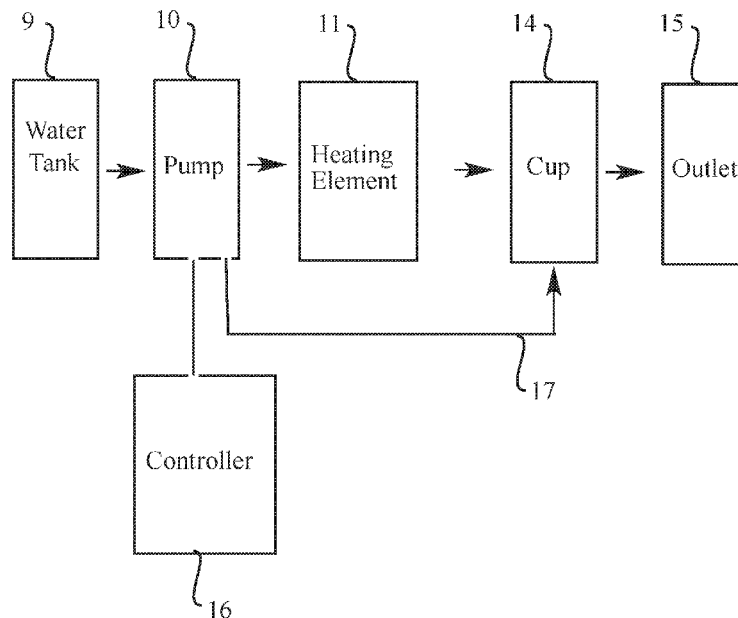 9
10
11
14
15
Water
Tank
Pump
Heating
Element
Cup
Outlet
17
Controller
16